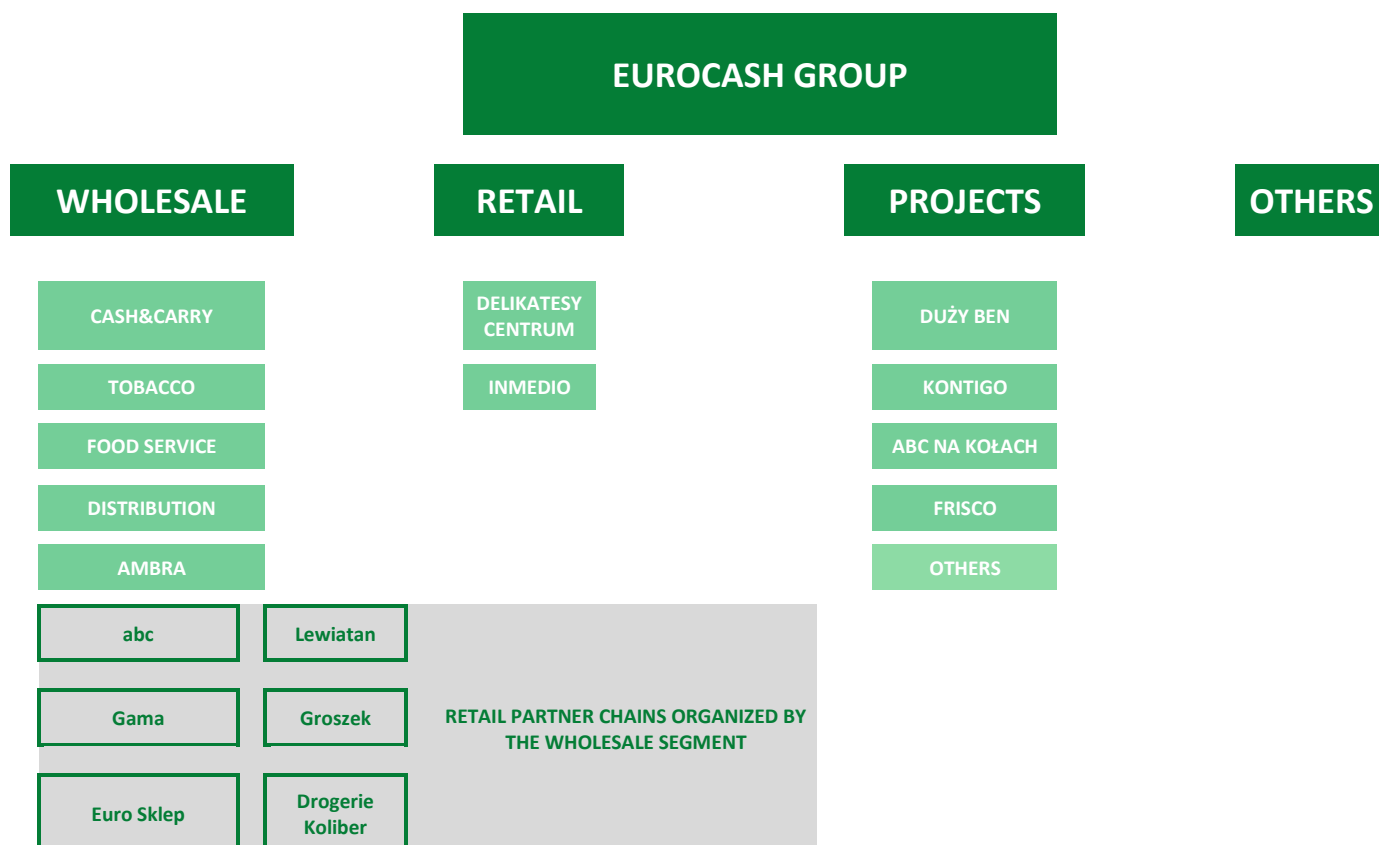 EUROCASH GROUP
WHOLESALE
RETAIL
PROJECTS
OTHERS
CASH&CARRY
DELIKATESY
CENTRUM
DUŻY BEN
TOBACCO
INMEDIO
KONTIGO
FOOD SERVICE
ABC NA KOŁACH
DISTRIBUTION
FRISCO
AMBRA
OTHERS
abc
Lewiatan
Gama
Groszek
RETAIL PARTNER CHAINS ORGANIZED BY
THE WHOLESALE SEGMENT
Euro Sklep
Drogerie
Koliber